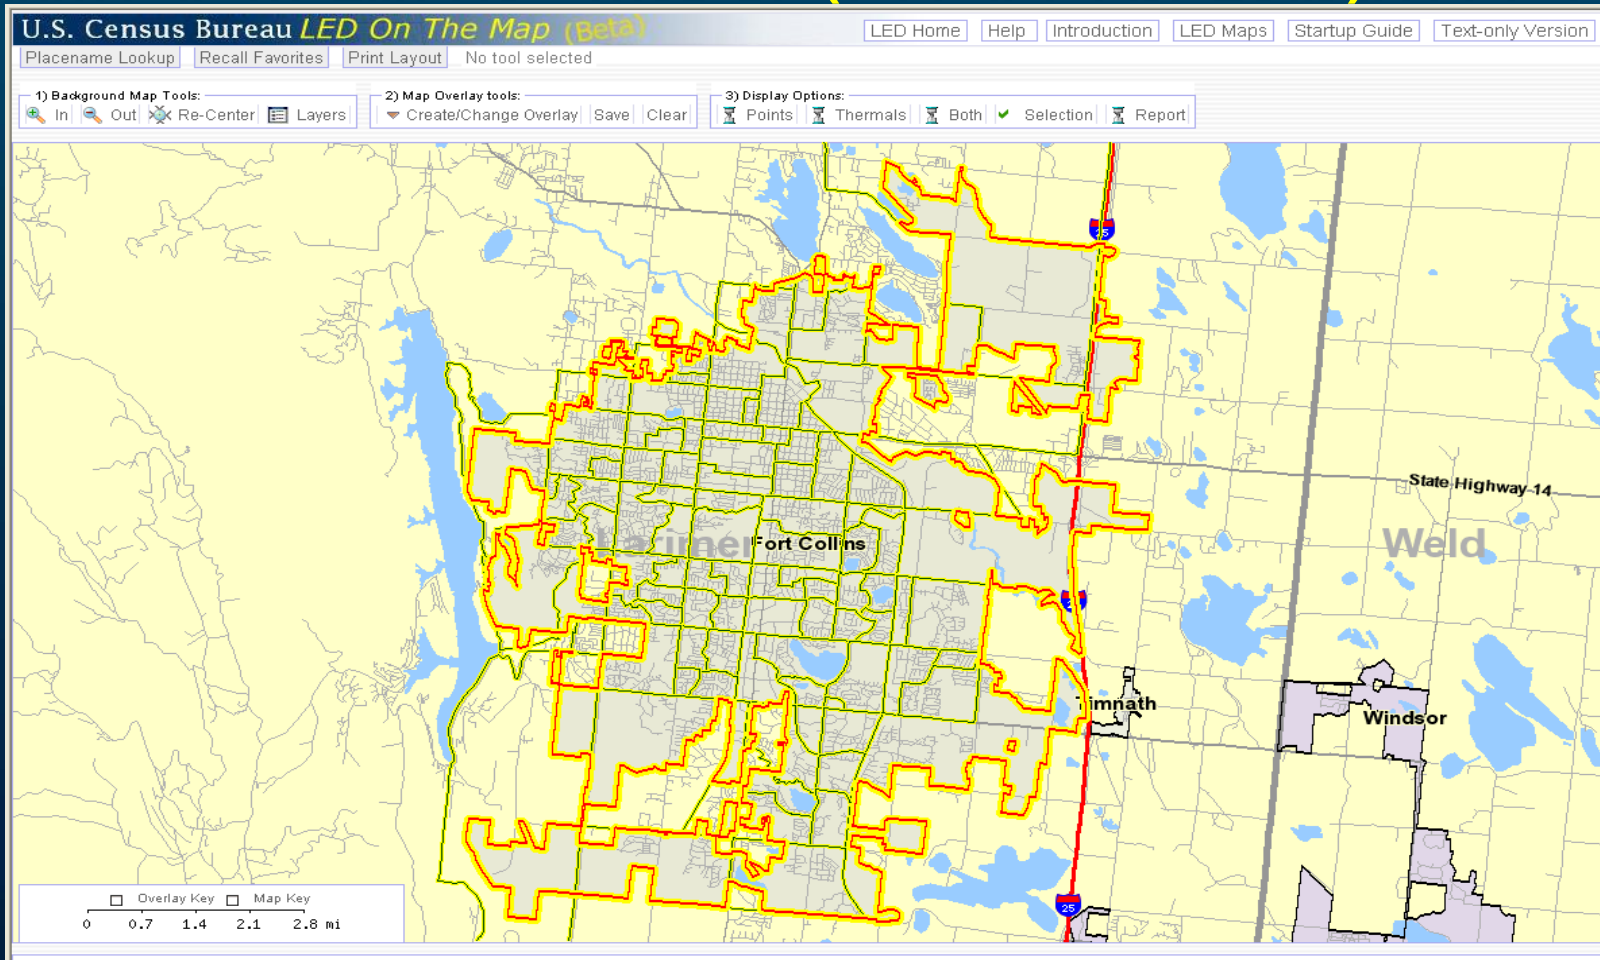 U.S. Census Bureau LED On The Map (Beta)
LED Home Help Introduction LED Maps Startup Guide Text-only Version
Placename Lookup Recall Favorites Print Layout No tool selected
1) Background Map Tools: 2) Map Overlay tools: 3) Display Options:
In Out Re-Center Layers Create/Change Overlay Save Clear Points Thermals Both Selection Report
25
State Highway 14
Larimer Fort Collins Weld
Timnath
Windsor
Overlay Key Map Key
0 0.7 1.4 2.1 2.8 mi
25